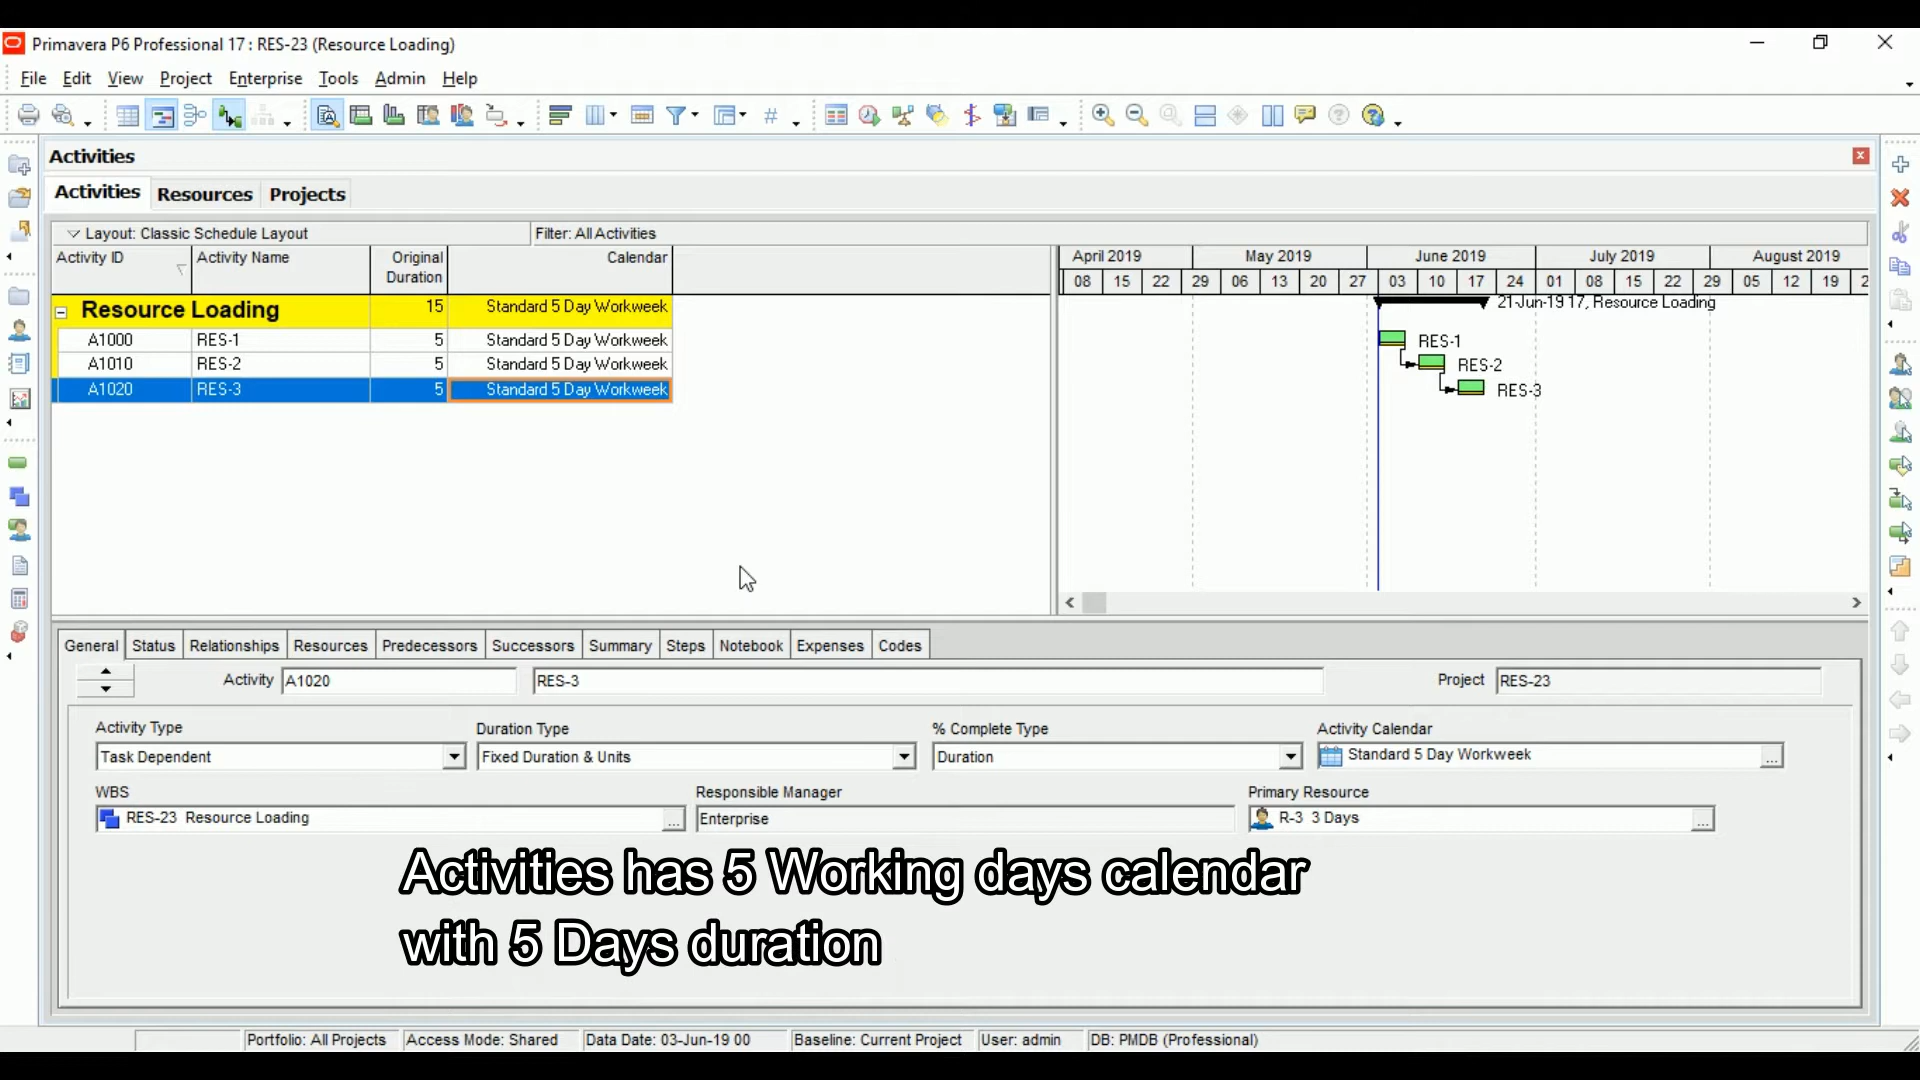 Primavera P6 Professional 17 : RES-23 (Resource Loading)
File Edit View Project Enterprise Tools Admin Help
Activities
Activities Resources Projects
Layout: Classic Schedule Layout Filter: All Activities
Activity ID Activity Name Original Duration Calendar
April 2019 May 2019 June 2019 July 2019 August 2019
08 15 22 29 06 13 20 27 03 10 17 24 01 08 15 22 29 05 12 19 2
Resource Loading 15 Standard 5 Day Workweek 21-Jun-19 17, Resource Loading
A1000 RES-1 5 Standard 5 Day Workweek RES-1
A1010 RES-2 5 Standard 5 Day Workweek RES-2
A1020 RES-3 5 Standard 5 Day Workweek RES-3
General Status Relationships Resources Predecessors Successors Summary Steps Notebook Expenses Codes
Activity A1020 RES-3 Project RES-23
Activity Type Duration Type % Complete Type Activity Calendar
Task Dependent Fixed Duration & Units Duration Standard 5 Day Workweek ...
WBS Responsible Manager Primary Resource
RES-23 Resource Loading ... Enterprise R-3 3 Days ...
Activities has 5 Working days calendar
with 5 Days duration
Portfolio: All Projects Access Mode: Shared Data Date: 03-Jun-19 00 Baseline: Current Project User: admin DB: PMDB (Professional)